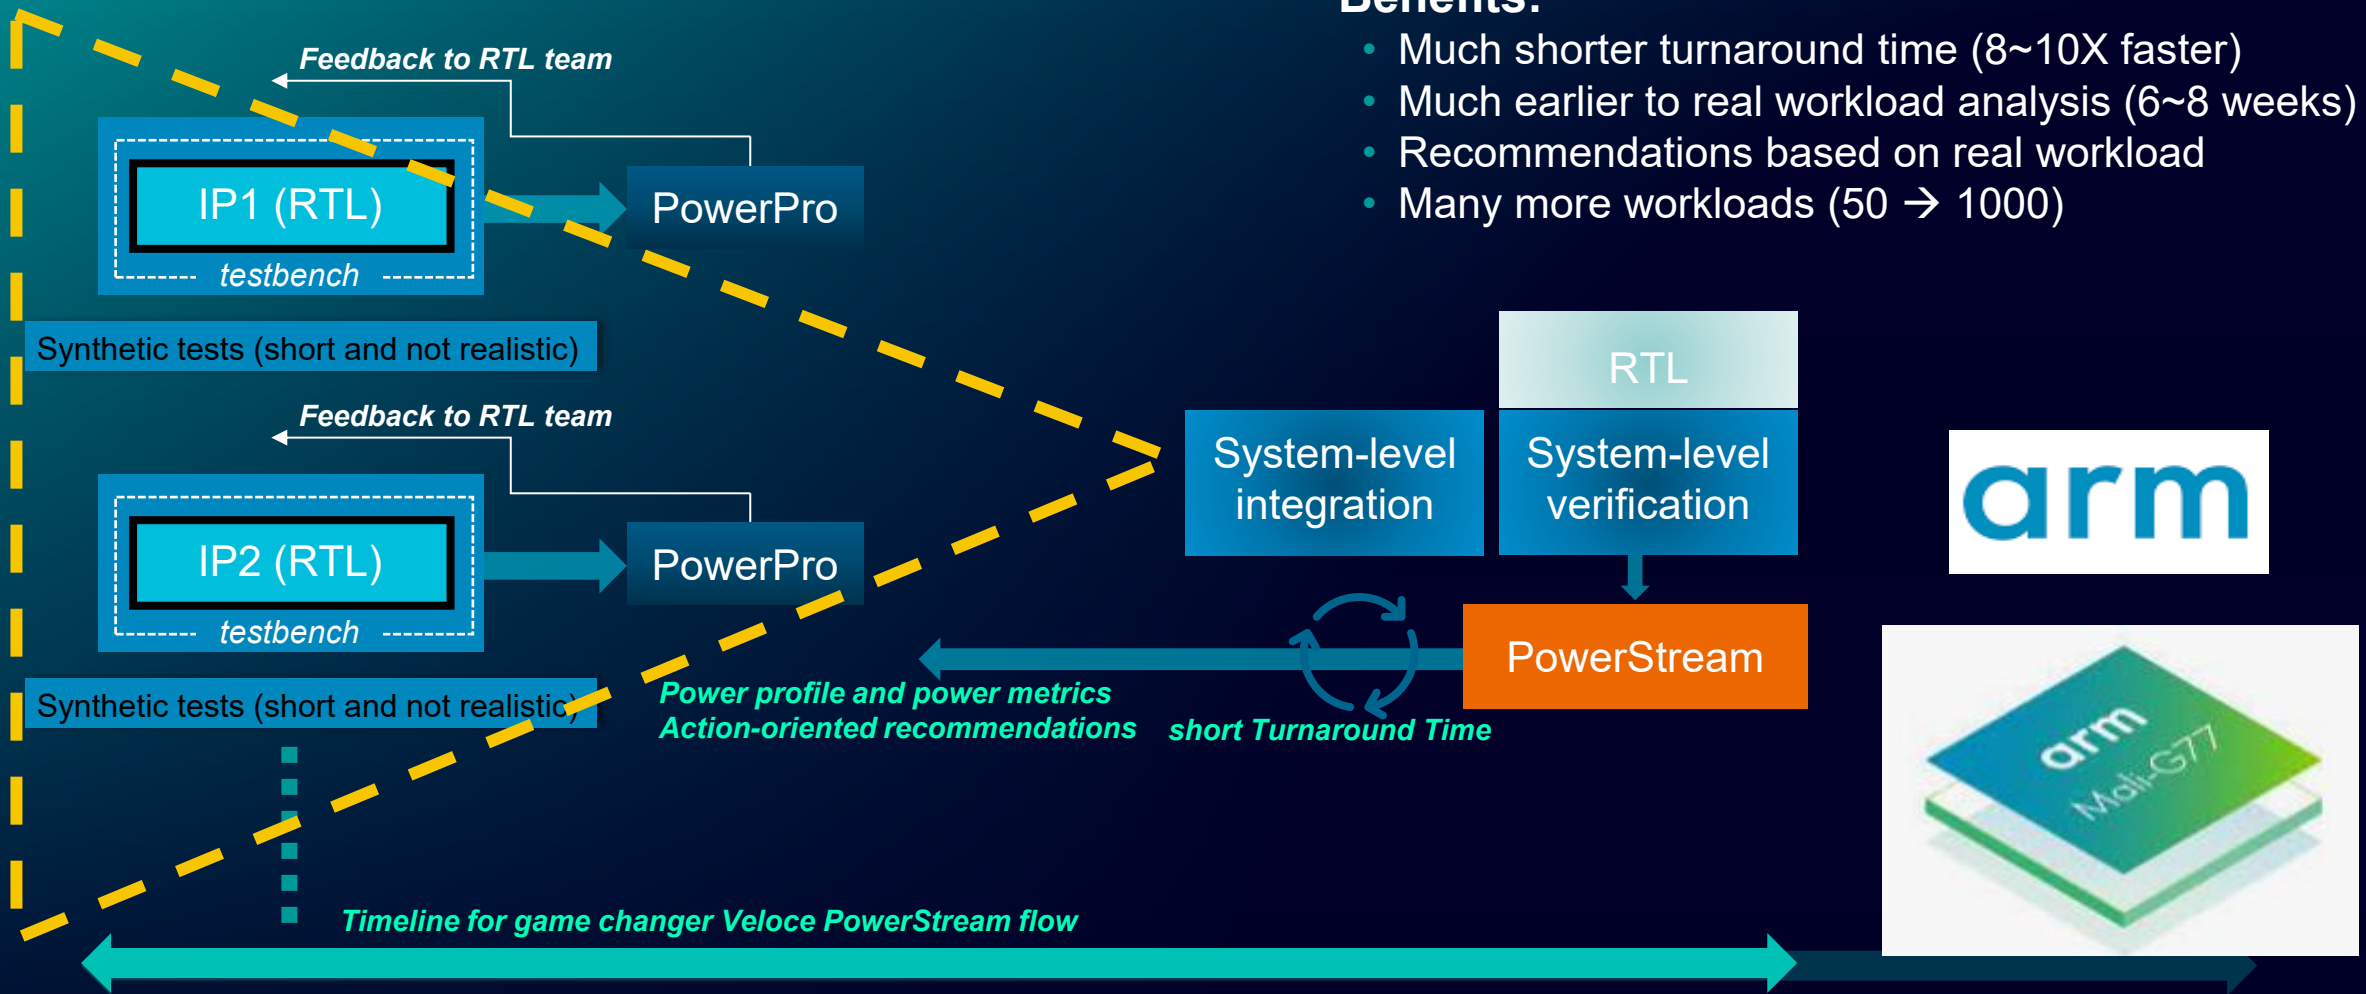 Benefits:
• Much shorter turnaround time (8~10X faster)
• Much earlier to real workload analysis (6~8 weeks)
• Recommendations based on real workload
• Many more workloads (50 → 1000)
Feedback to RTL team
IP1 (RTL)
testbench
PowerPro
Synthetic tests (short and not realistic)
Feedback to RTL team
IP2 (RTL)
testbench
PowerPro
Synthetic tests (short and not realistic)
RTL
System-level
integration
System-level
verification
PowerStream
Power profile and power metrics
Action-oriented recommendations
short Turnaround Time
arm
arm
Mali-G77
Timeline for game changer Veloce PowerStream flow